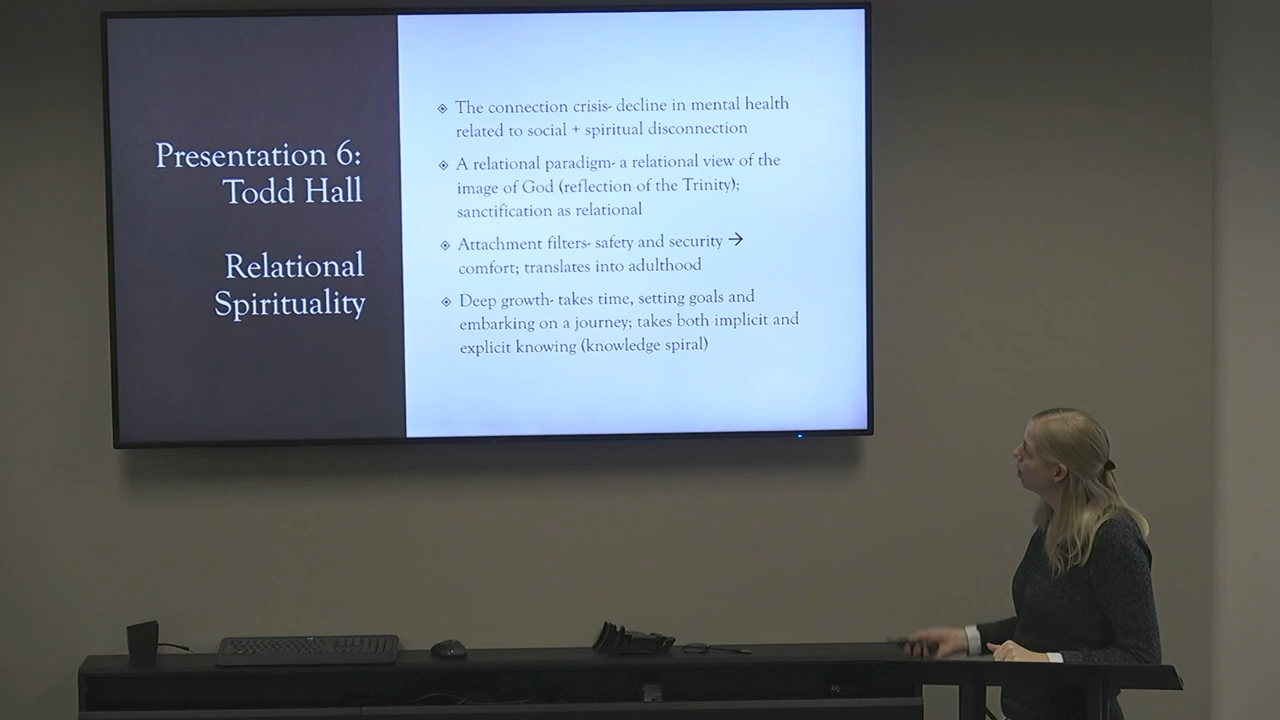 Presentation 6:
Todd Hall
Relational
Spirituality
The connection crisis- decline in mental health
related to social + spiritual disconnection
A relational paradigm- a relational view of the
image of God (reflection of the Trinity);
sanctification as relational
Attachment filters- safety and security →
comfort; translates into adulthood
Deep growth- takes time, setting goals and
embarking on a journey; takes both implicit and
explicit knowing (knowledge spiral)